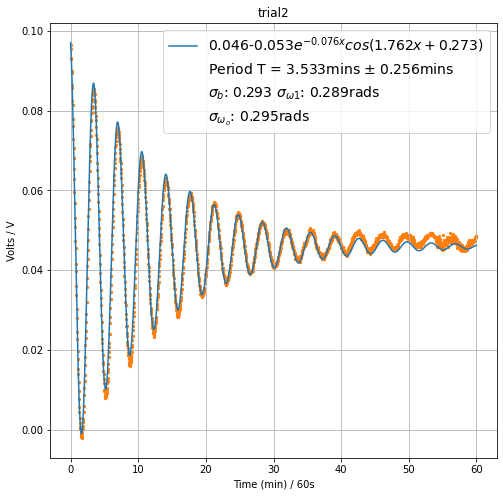 trial2
0.046-0.053e^{-0.076x}cos(1.762x + 0.273)
Period T = 3.533mins ± 0.256mins
σ_b: 0.293 σ_{ω1}: 0.289rads
σ_{ω_o}: 0.295rads
Volts / V
0.10
0.08
0.06
0.04
0.02
0.00
0 10 20 30 40 50 60
Time (min) / 60s